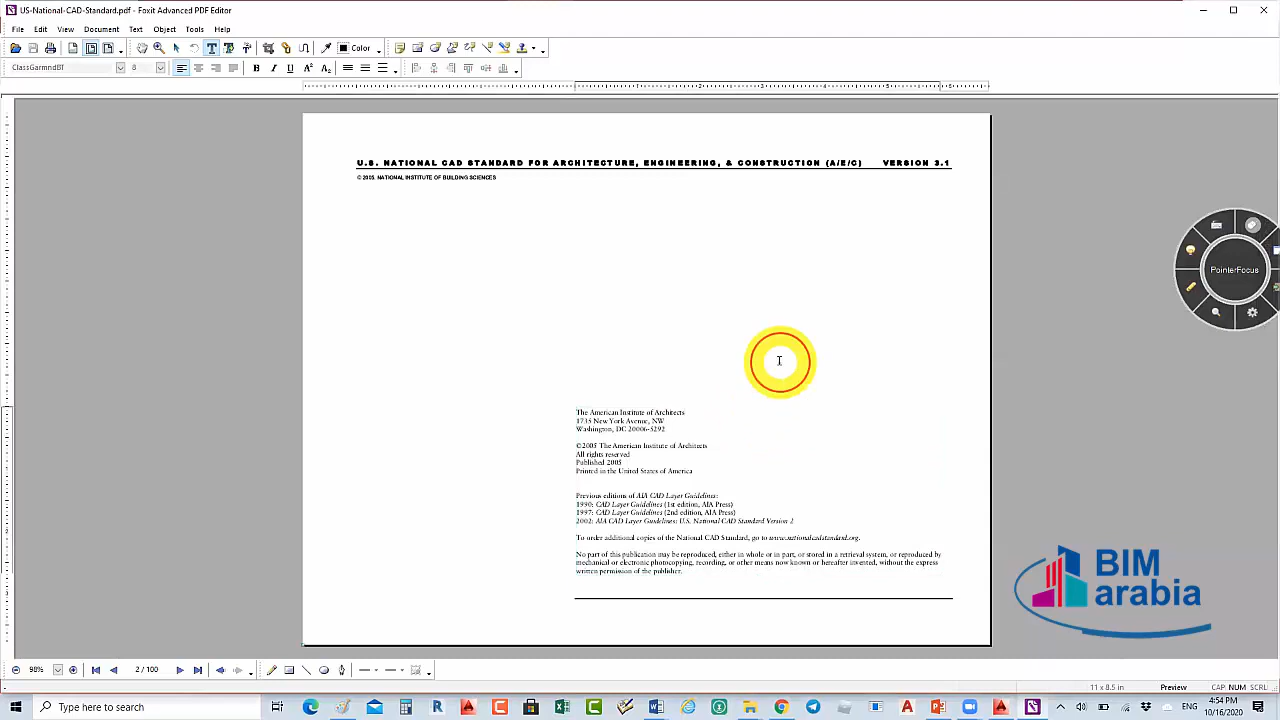 US-National-CAD-Standard.pdf - Foxit Advanced PDF Editor
File Edit View Document Text Object Tools Help
Color
ClassGarmndBT 8
U.S. NATIONAL CAD STANDARD FOR ARCHITECTURE, ENGINEERING, & CONSTRUCTION (A/E/C) VERSION 3.1
© 2005. NATIONAL INSTITUTE OF BUILDING SCIENCES
PointerFocus
The American Institute of Architects
1735 New York Avenue, NW
Washington, DC 20006-5292
©2005 The American Institute of Architects
All rights reserved
Published 2005
Printed in the United States of America
Previous editions of AIA CAD Layer Guidelines:
1990: CAD Layer Guidelines (1st edition, AIA Press)
1997: CAD Layer Guidelines (2nd edition, AIA Press)
2002: AIA CAD Layer Guidelines: U.S. National CAD Standard Version 2
To order additional copies of the National CAD Standard, go to www.nationalcadstandard.org.
No part of this publication may be reproduced, either in whole or in part, or stored in a retrieval system, or reproduced by
mechanical or electronic photocopying, recording, or other means now known or hereafter invented, without the express
written permission of the publisher.
BIM
arabia
98% 2 / 100
11 x 8.5 in Preview CAP NUM SCRL
Type here to search
4:54 PM
10/16/2020